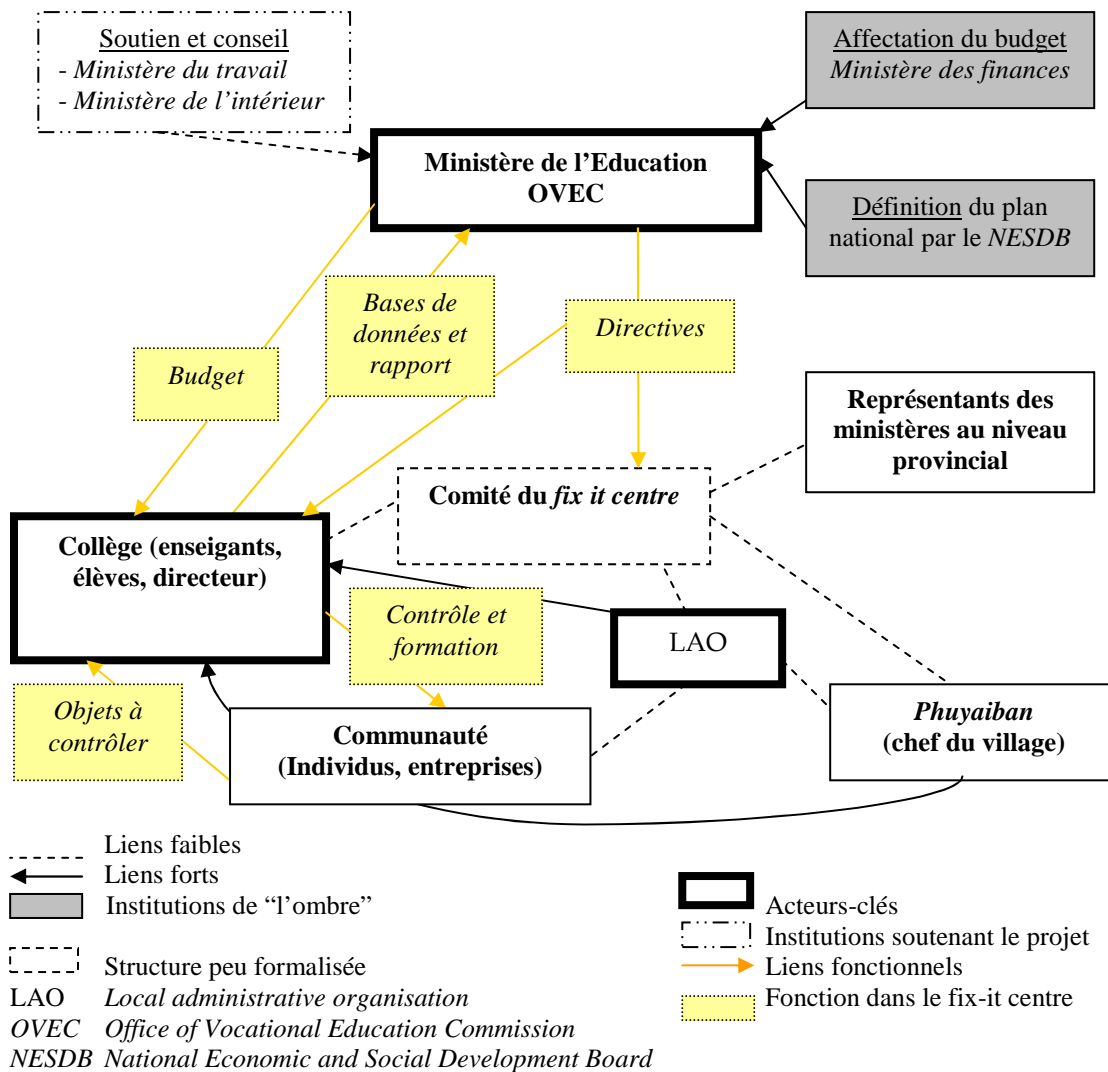 Soutien et conseil
- Ministère du travail
- Ministère de l’intérieur
Affectation du budget
Ministère des finances
Ministère de l’Education
OVEC
Définition du plan
national par le NESDB
Bases de
données et
rapport
Directives
Budget
Représentants des
ministères au niveau
provincial
Comité du fix it centre
Collège (enseigants,
élèves, directeur)
Contrôle et
formation
LAO
Objets à
contrôler
Communauté
(Individus, entreprises)
Phuyaiban
(chef du village)
Liens faibles
Liens forts
Institutions de “l’ombre”
Structure peu formalisée
LAO Local administrative organisation
OVEC Office of Vocational Education Commission
NESDB National Economic and Social Development Board
Acteurs-clés
Institutions soutenant le projet
Liens fonctionnels
Fonction dans le fix-it centre